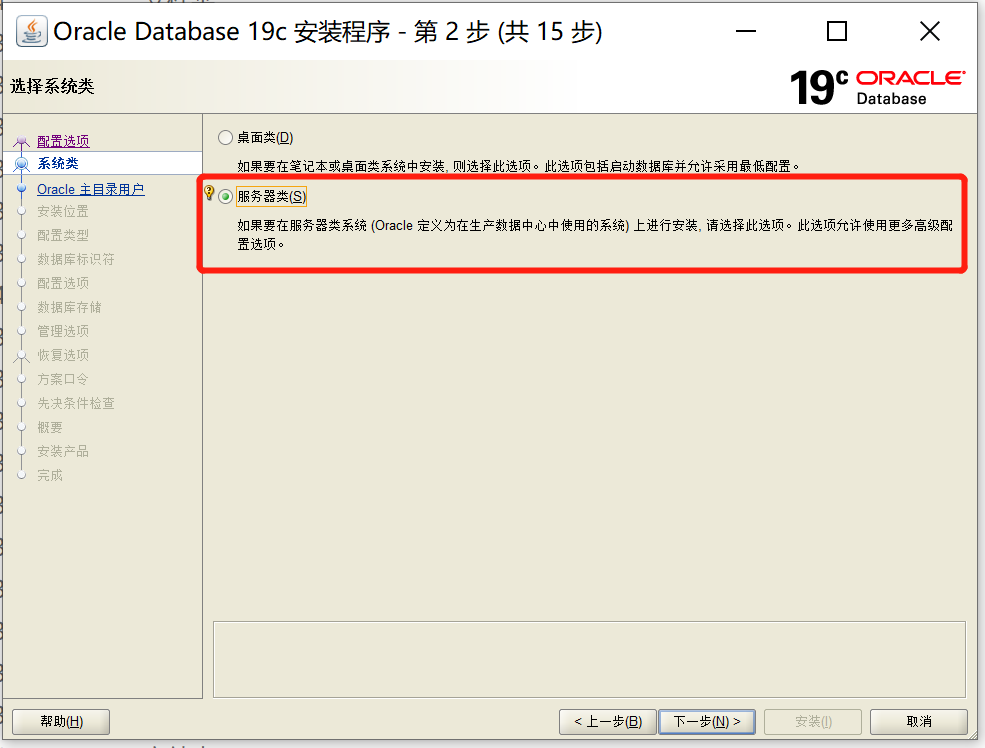 Oracle Database 19c 安装程序 - 第 2 步 (共 15 步)
选择系统类
19c ORACLE
Database
配置选项
系统类
Oracle 主目录用户
安装位置
配置类型
数据库标识符
配置选项
数据库存储
管理选项
恢复选项
方案口令
先决条件检查
概要
安装产品
完成
桌面类(D)
如果要在笔记本或桌面类系统中安装, 则选择此选项。此选项包括启动数据库并允许采用最低配置。
服务器类(S)
如果要在服务器类系统 (Oracle 定义为在生产数据中心中使用的系统) 上进行安装, 请选择此选项。此选项允许使用更多高级配
置选项。
帮助(H)
< 上一步(B)
下一步(N) >
安装(I)
取消